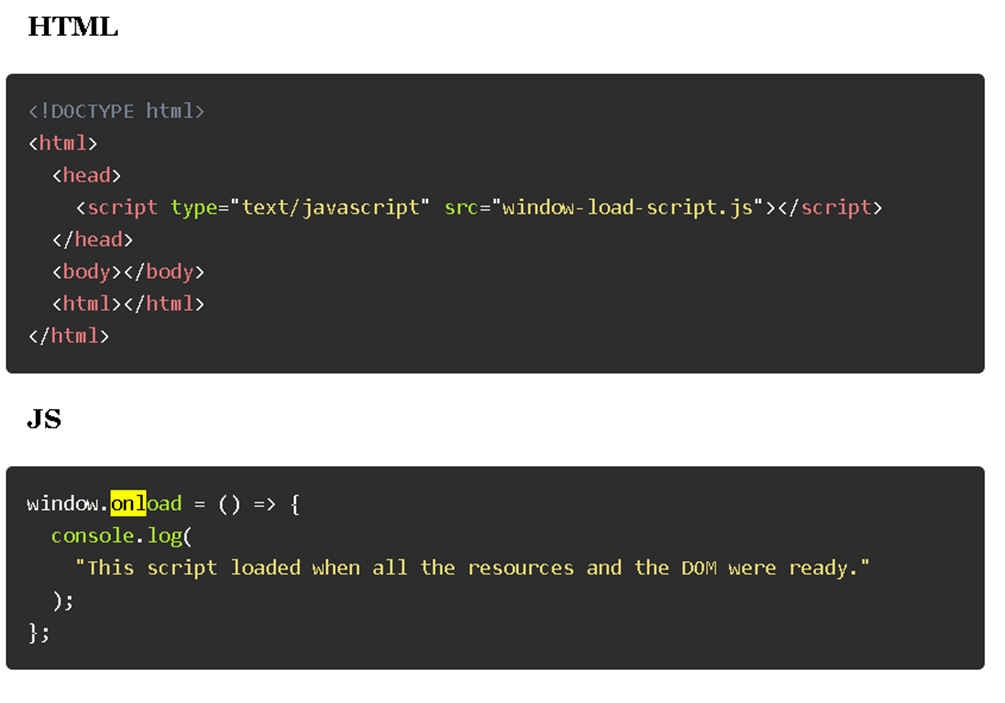 HTML
<!DOCTYPE html>
<html>
  <head>
    <script type="text/javascript" src="window-load-script.js"></script>
  </head>
  <body></body>
  <html></html>
</html>
JS
window.onload = () => {
  console.log(
    "This script loaded when all the resources and the DOM were ready."
  );
};